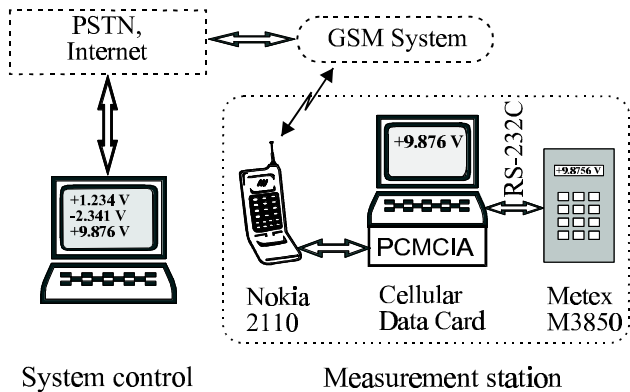 PSTN,
Internet
GSM System
+1.234 V
-2.341 V
+9.876 V
+9.876 V
RS-232C
+9.8756 V
PCMCIA
Nokia
2110
Cellular
Data Card
Metex
M3850
System control
Measurement station